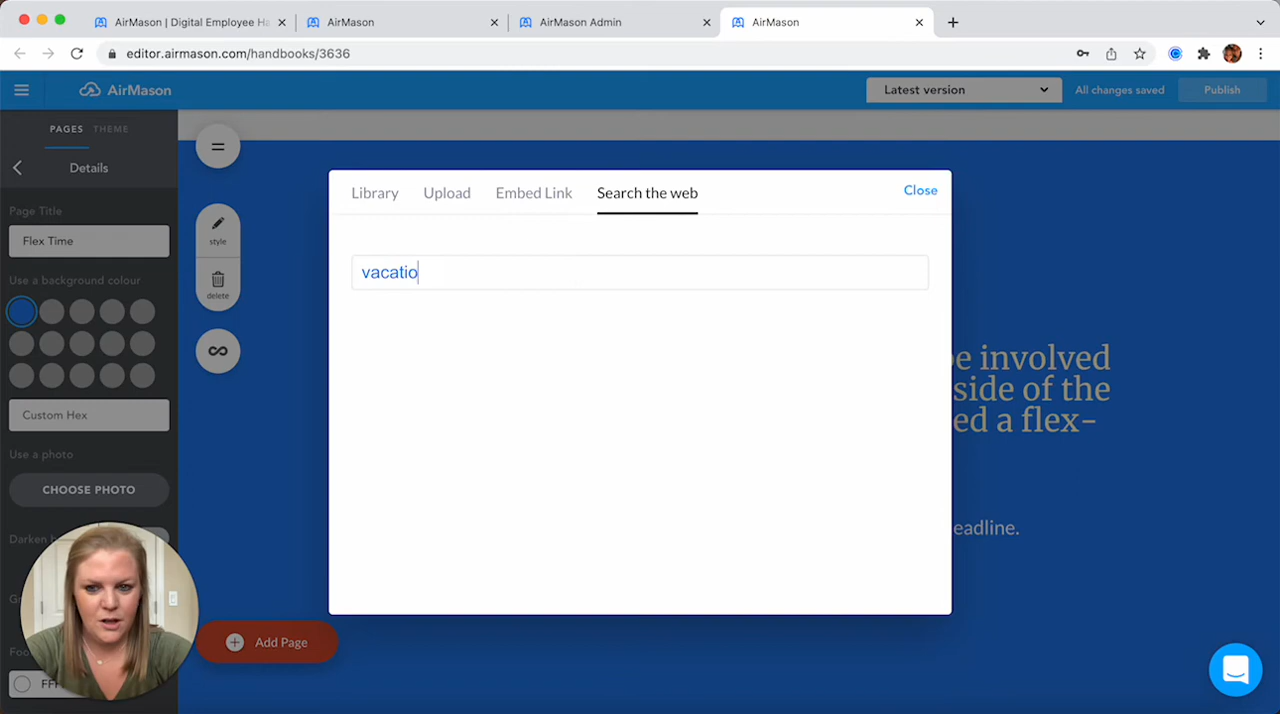 AirMason | Digital Employee Ha
AirMason
AirMason Admin
AirMason
editor.airmason.com/handbooks/3636
AirMason
Latest version
All changes saved
Publish
PAGES THEME
Details
Page Title
Flex Time
Use a background colour
Custom Hex
Use a photo
CHOOSE PHOTO
style
delete
Add Page
Library
Upload
Embed Link
Search the web
Close
vacatio
involved
side of the
ed a flex-
eadline.